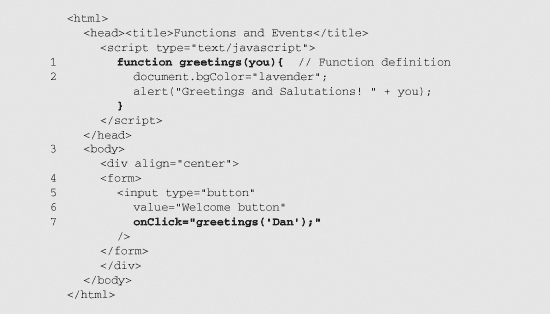 <html>
<head><title>Functions and Events</title>
<script type="text/javascript">
1 function greetings(you){ // Function definition
2 document.bgColor="lavender";
alert("Greetings and Salutations! " + you);
}
</script>
</head>
3 <body>
<div align="center">
4 <form>
5 <input type="button"
6 value="Welcome button"
7 onClick="greetings('Dan');"
/>
</form>
</div>
</body>
</html>